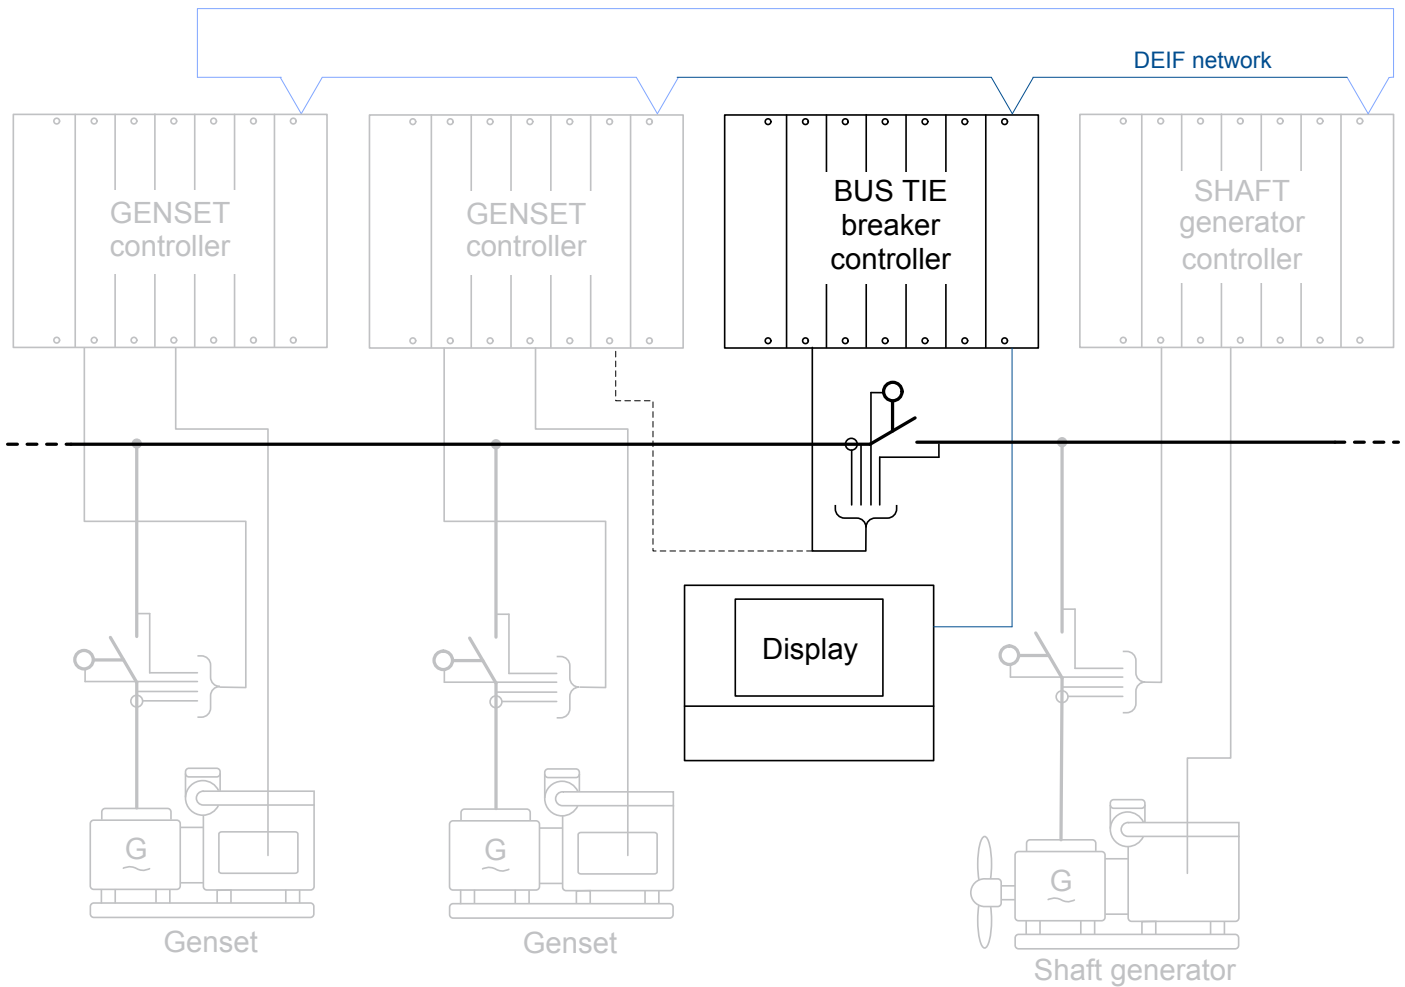 DEIF network
GENSET
controller
GENSET
controller
BUS TIE
breaker
controller
SHAFT
generator
controller
Display
G
G
G
Genset
Genset
Shaft generator